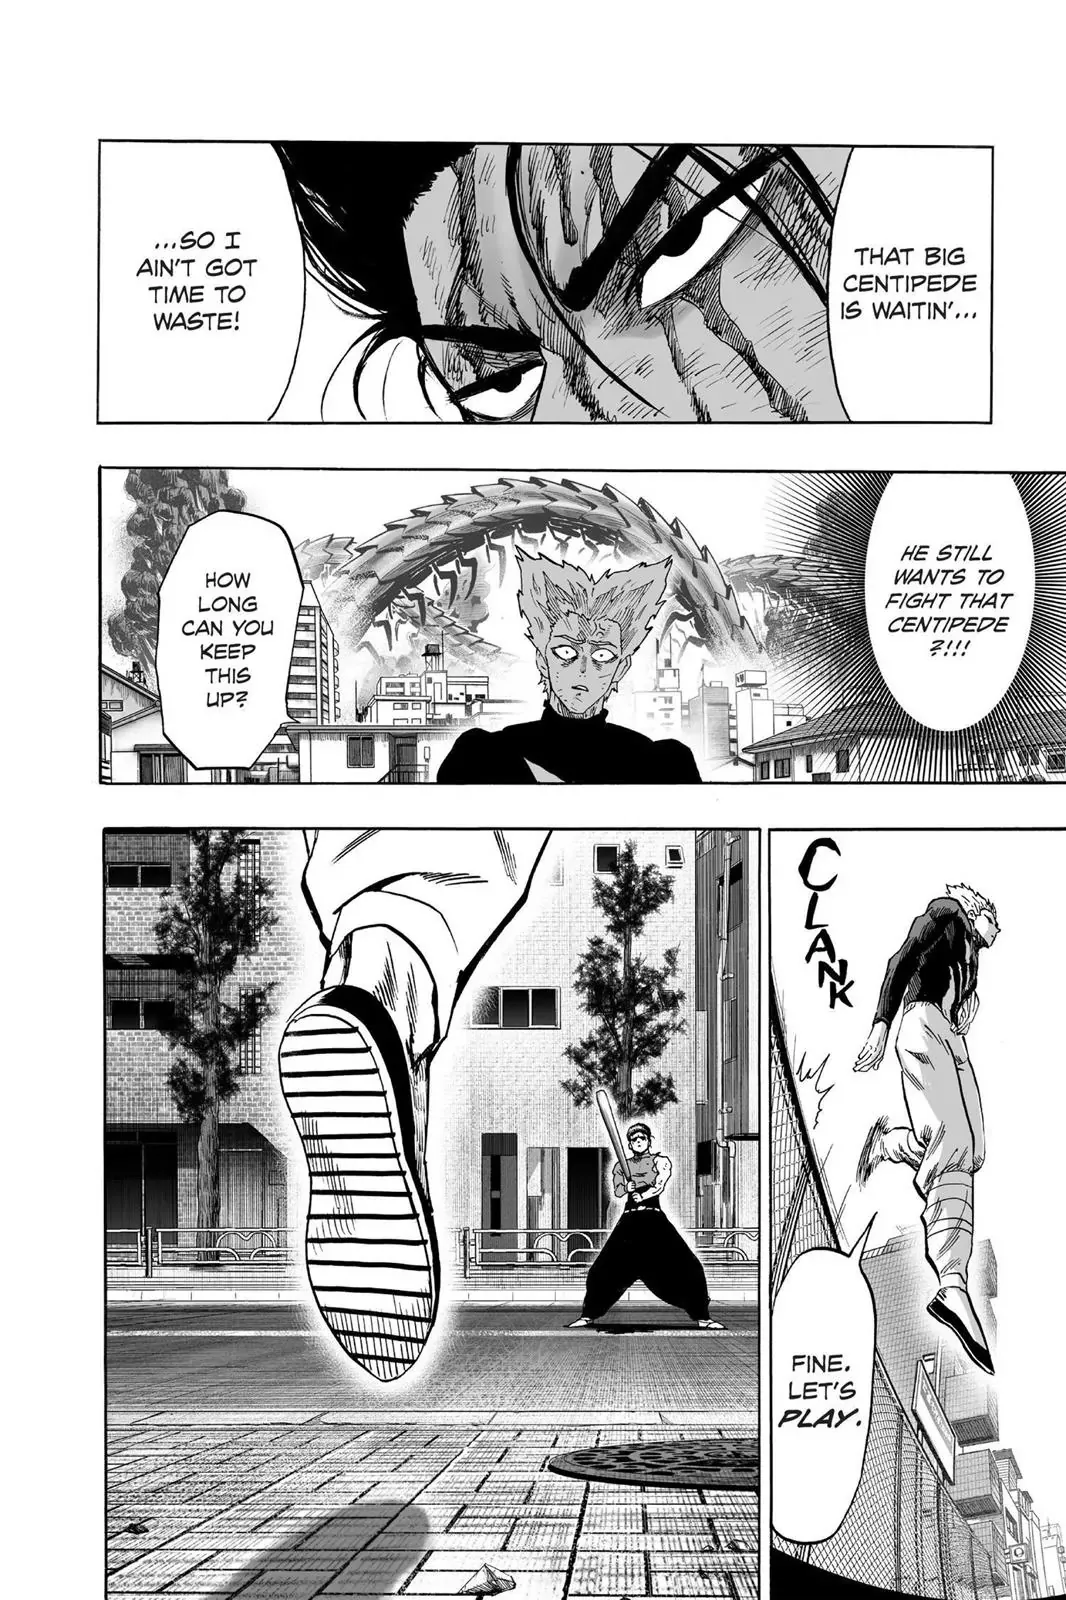 THAT BIG
CENTIPEDE
IS WAITIN'...
...SO I
AIN'T GOT
TIME TO
WASTE!
HE STILL
WANTS TO
FIGHT THAT
CENTIPEDE
?!!!
HOW
LONG
CAN YOU
KEEP
THIS
UP?
CLANK
FINE.
LET'S
PLAY.